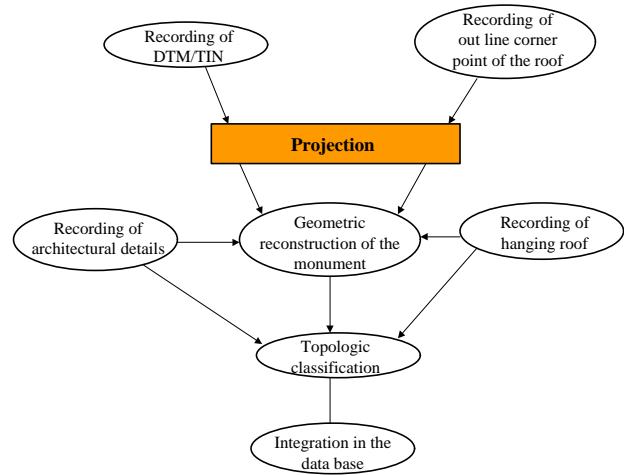 Recording of
DTM/TIN
Recording of
out line corner
point of the roof
Projection
Recording of
architectural details
Geometric
reconstruction of the
monument
Recording of
hanging roof
Topologic
classification
Integration in the
data base